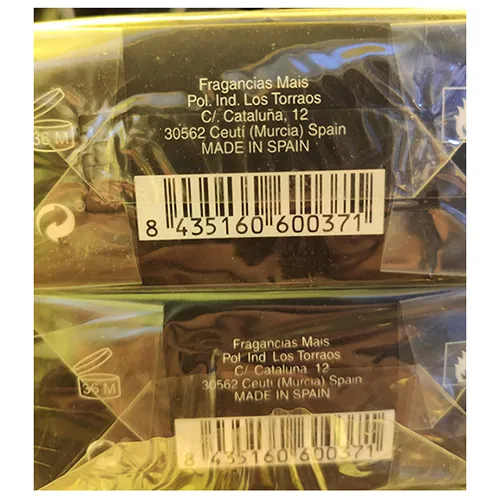 Fragancias Mais
Pol. Ind. Los Torraos
C/. Cataluña, 12
30562 Ceutí (Murcia) Spain
MADE IN SPAIN
36 M
8 435160 600371
Fragancias Mais
Pol. Ind. Los Torraos
C/. Cataluña, 12
30562 Ceutí (Murcia) Spain
MADE IN SPAIN
36 M
8 435160 600371